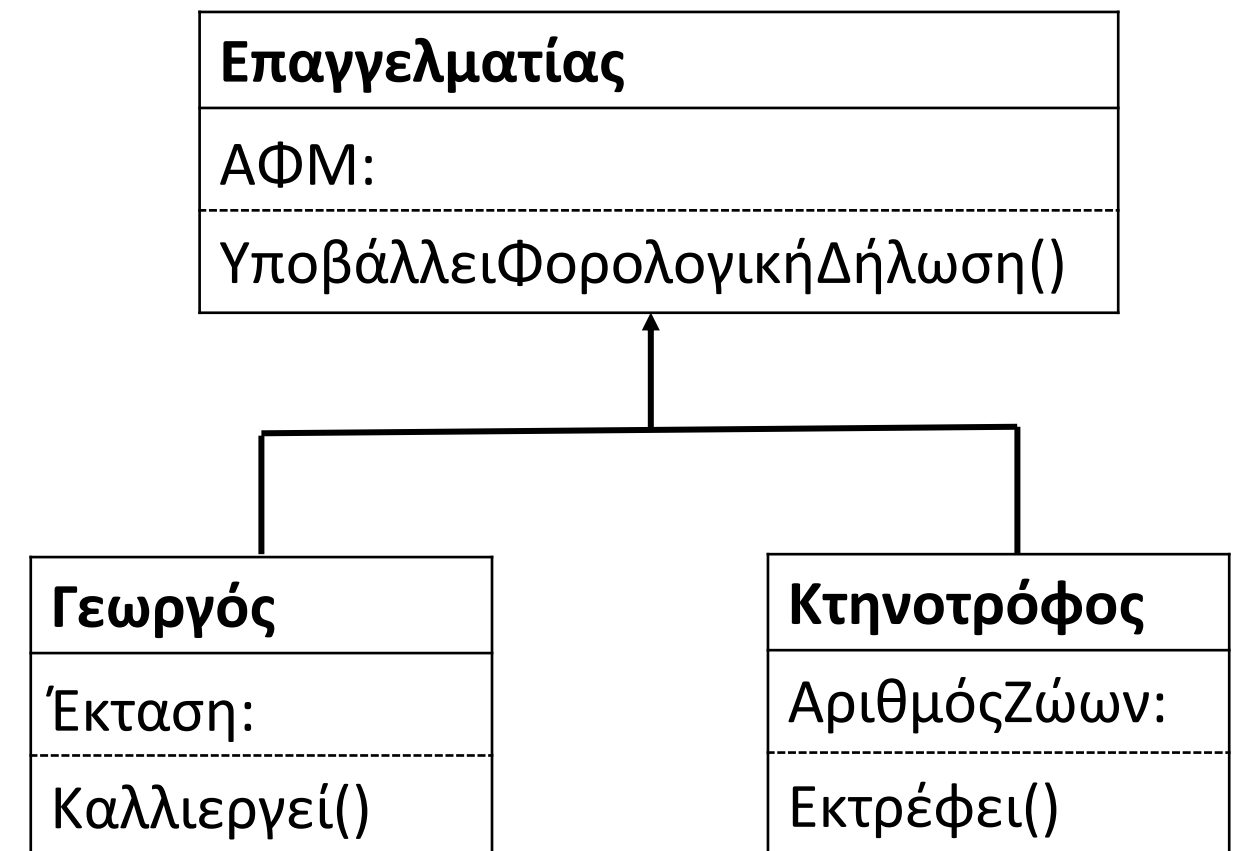 Επαγγελματίας
ΑΦΜ:
ΥποβάλλειΦορολογικήΔήλωση()
Γεωργός
Έκταση:
Καλλιεργεί()
Κτηνοτρόφος
ΑριθμόςΖώων:
Εκτρέφει()